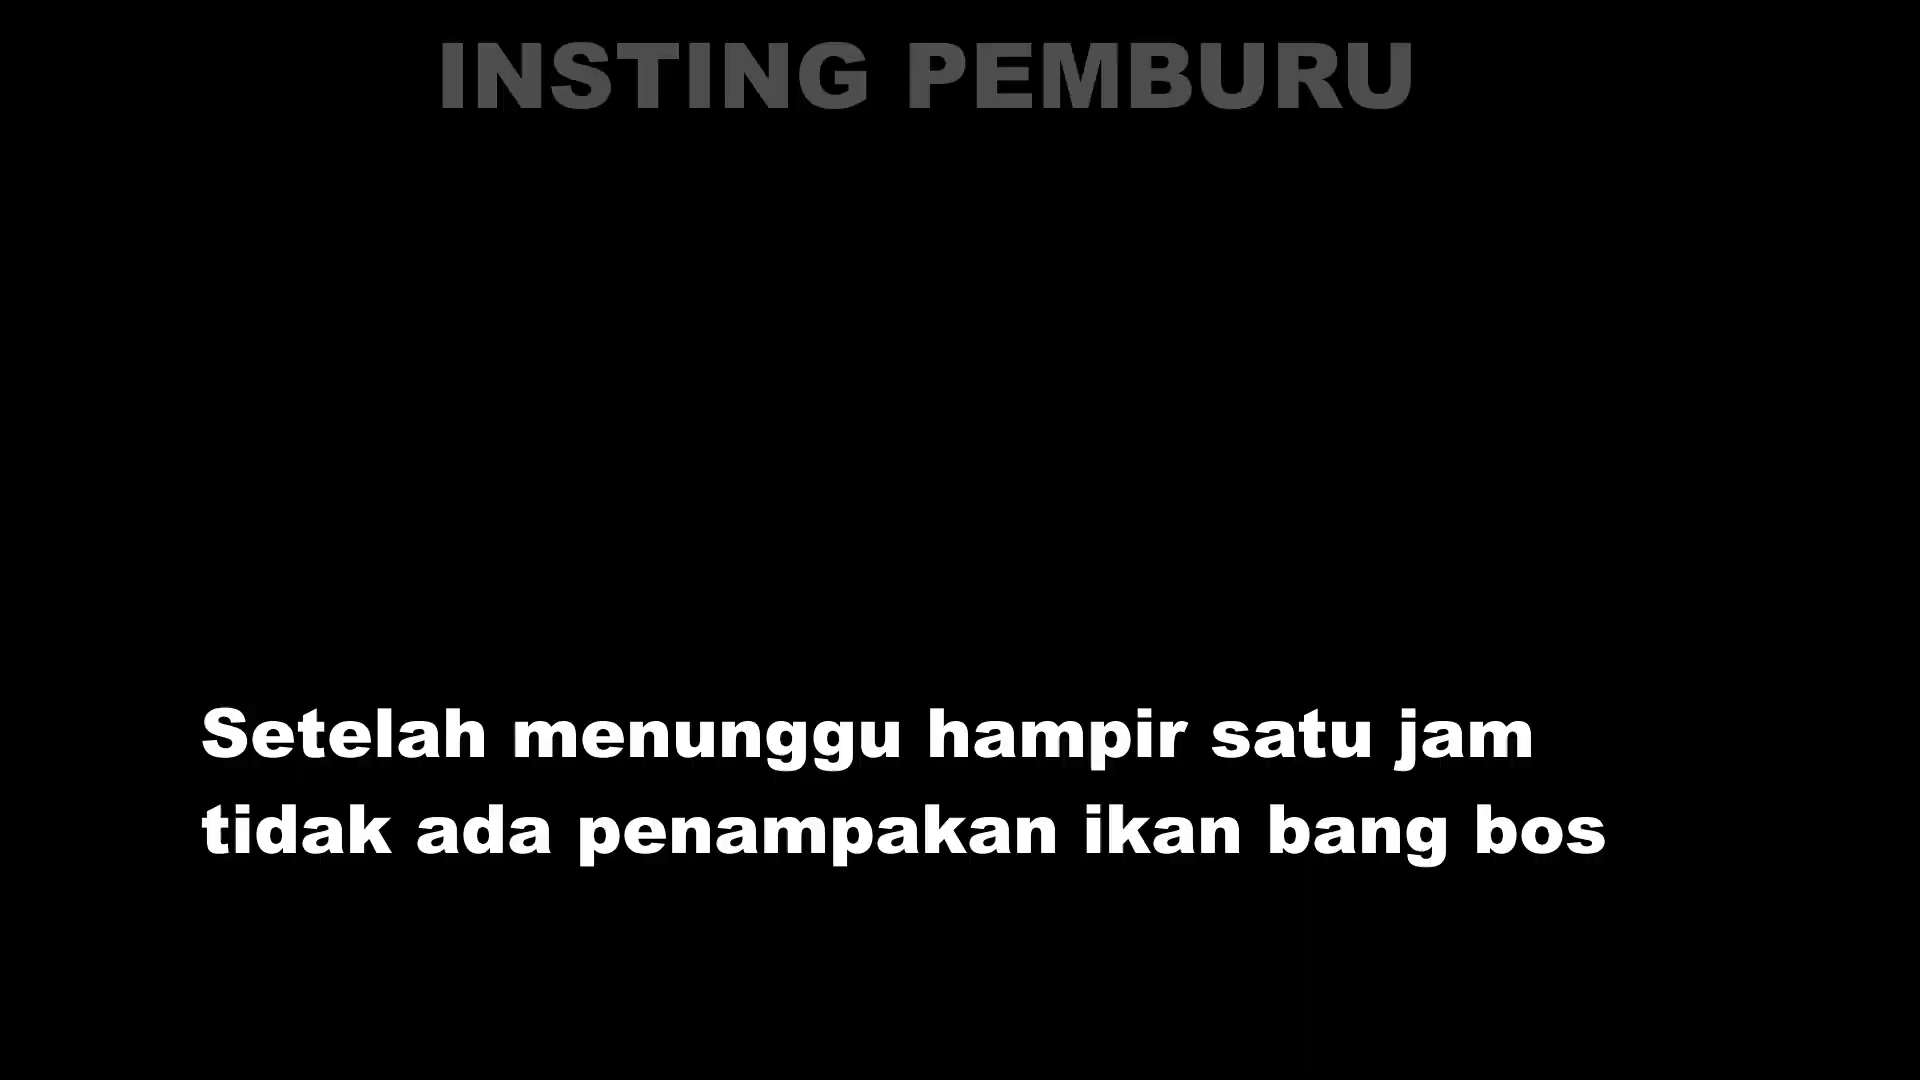 INSTING PEMBURU
Setelah menunggu hampir satu jam
tidak ada penampakan ikan bang bos